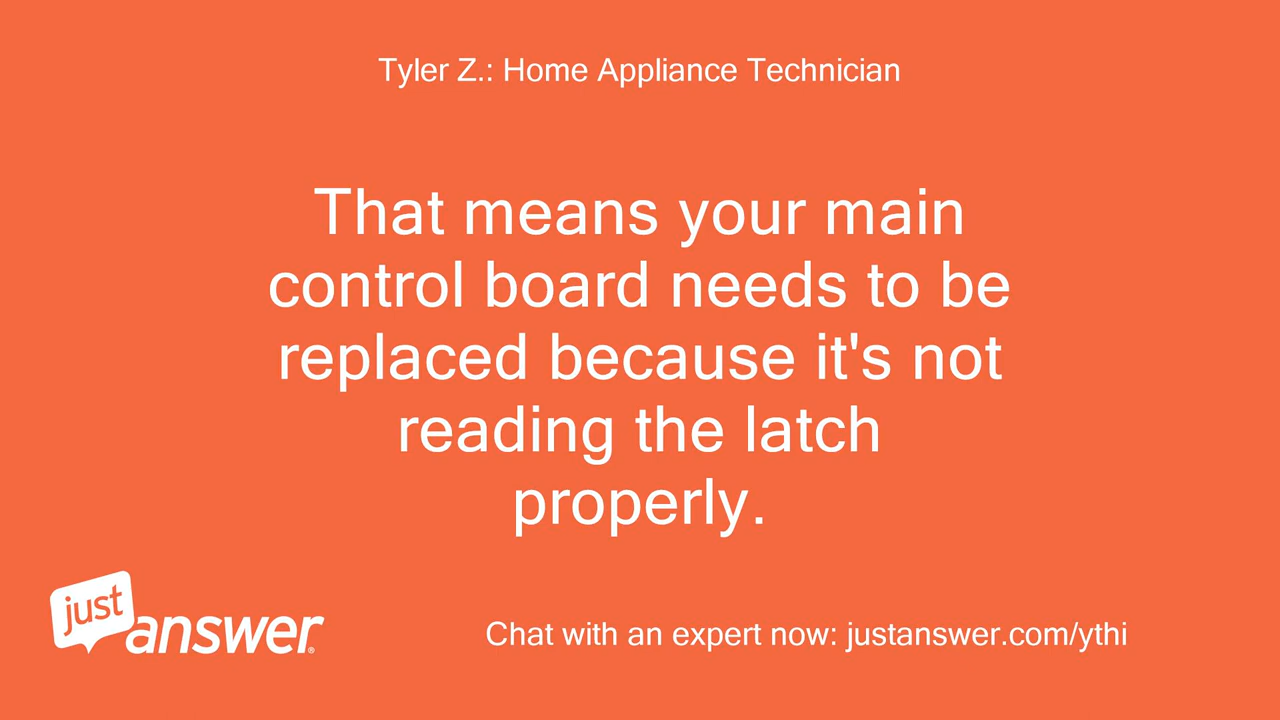 Tyler Z.: Home Appliance Technician
That means your main
control board needs to be
replaced because it's not
reading the latch
properly.
just
answer®
Chat with an expert now: justanswer.com/ythi